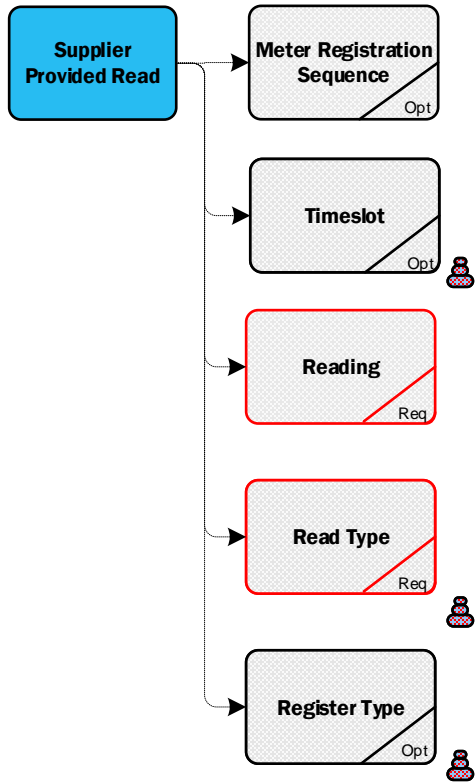 Supplier
Provided Read
Meter Registration
Sequence
Opt
Timeslot
Opt
Reading
Req
Read Type
Req
Register Type
Opt